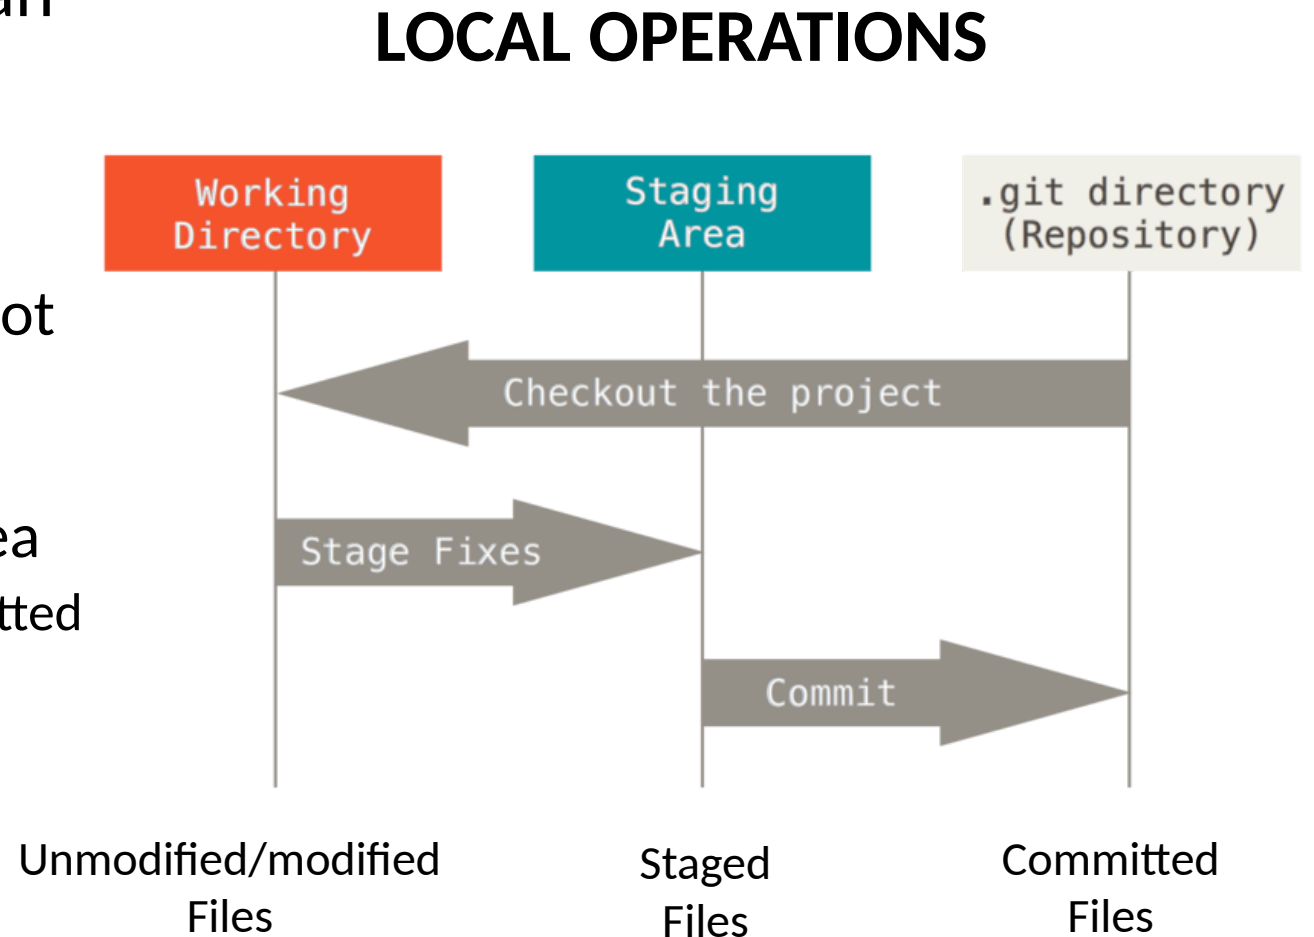 LOCAL OPERATIONS
Working
Directory
Staging
Area
.git directory
(Repository)
ot
Checkout the project
Stage Fixes
ea
tted
Commit
Unmodified/modified
Files
Staged
Files
Committed
Files